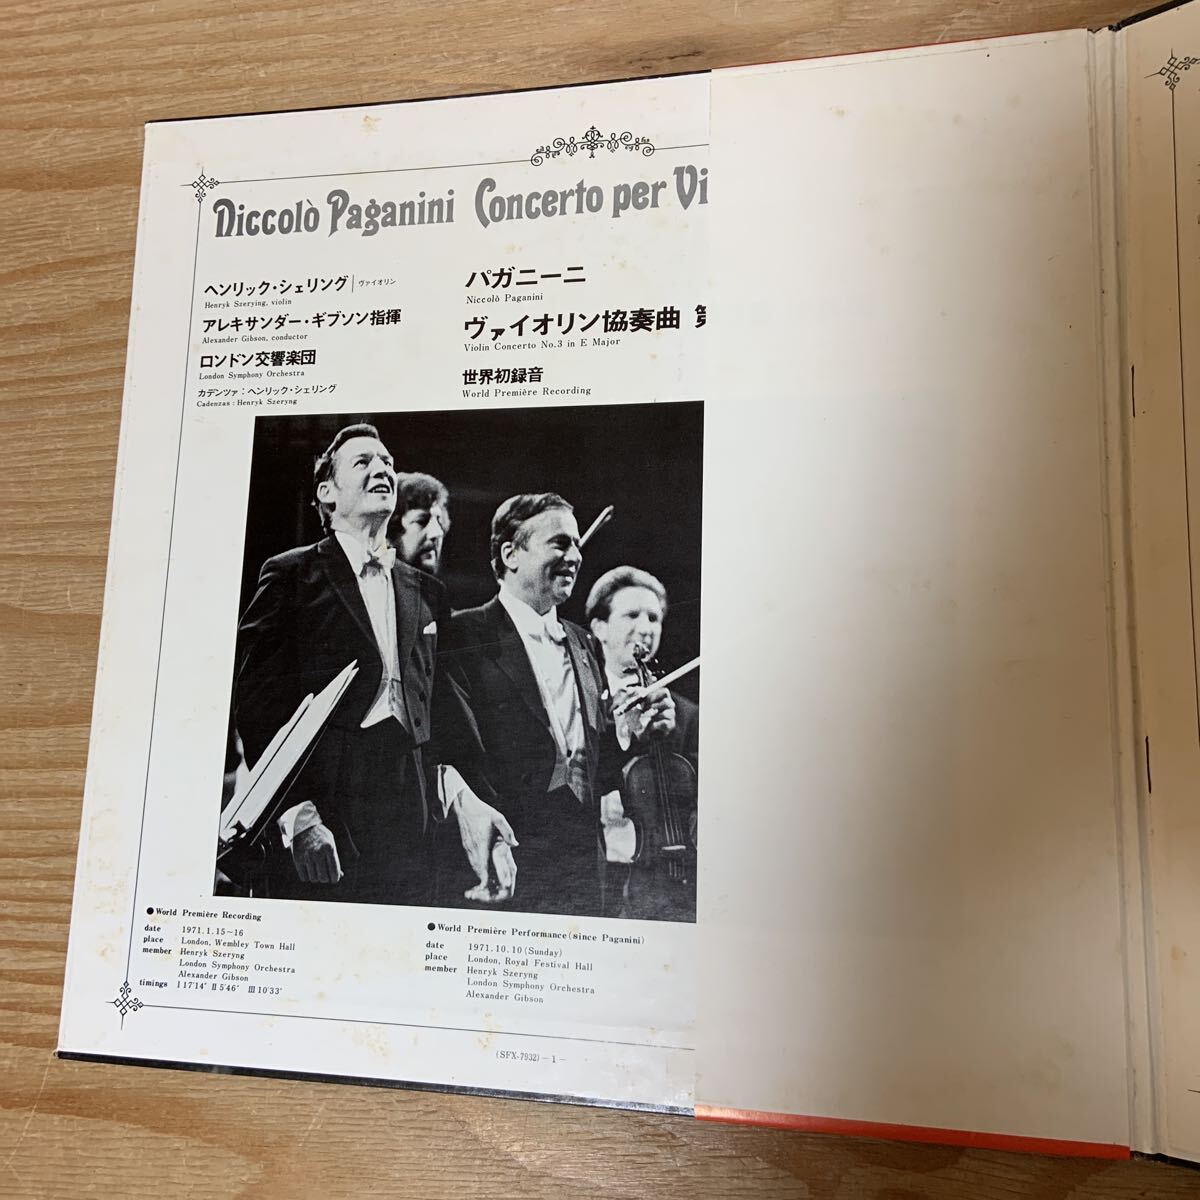 Niccolò Paganini Concerto per Vi
ヘンリック・シェリング|ヴァイオリン
Henryk Szerying, violin
アレキサンダー・ギブソン指揮
Alexander Gibson, conductor
ロンドン交響楽団
London Symphony Orchestra
カデンツァ:ヘンリック・シェリング
Cadenzas : Henryk Szeryng
パガニーニ
Niccolò Paganini
ヴァイオリン協奏曲 第
Violin Concerto No.3 in E Major
世界初録音
World Première Recording
●World Première Recording
date 1971.1.15~16
place London, Wembley Town Hall
member Henryk Szeryng
London Symphony Orchestra
Alexander Gibson
timings I 17'14" II 5'46" III 10'33"
●World Première Performance (since Paganini)
date 1971.10.10 (Sunday)
place London, Royal Festival Hall
member Henryk Szeryng
London Symphony Orchestra
Alexander Gibson
(SFX-7932) - 1 -